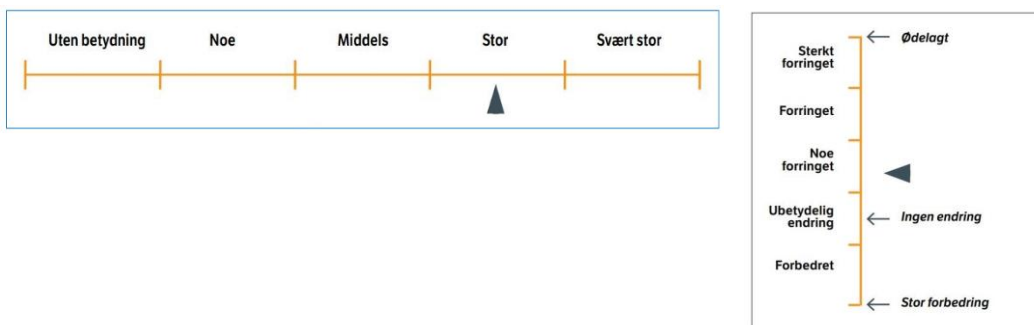 Uten betydning Noe Middels Stor Svært stor
Ødelagt
Sterkt
forringet
Forringet
Noe
forringet
Ubetydelig
endring
Ingen endring
Forbedret
Stor forbedring